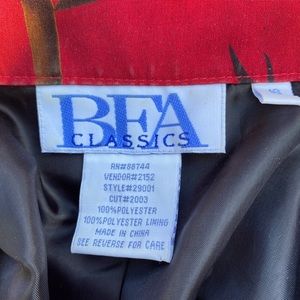 BFA
CLASSICS
RN#88744
VENDOR#2152
STYLE#29001
CUT#2003
100%POLYESTER
100%POLYESTER LINING
MADE IN CHINA
SEE REVERSE FOR CARE